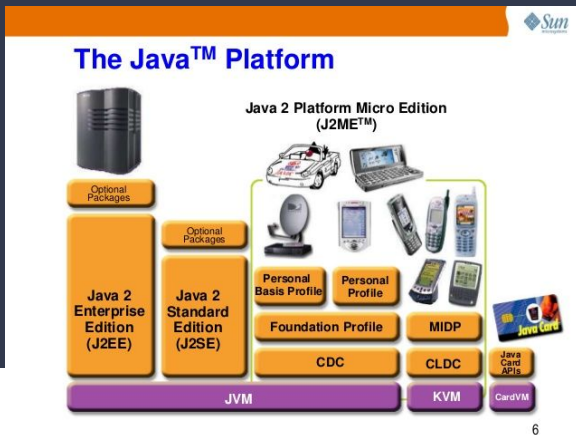 Sun
The Java™ Platform
Java 2 Platform Micro Edition
(J2ME™)
Optional
Packages
Optional
Packages
Java 2
Enterprise
Edition
(J2EE)
Java 2
Standard
Edition
(J2SE)
Personal
Basis Profile
Personal
Profile
Foundation Profile
MIDP
CDC
CLDC
Java
Card
APIs
Java Card
JVM
KVM
CardVM
6